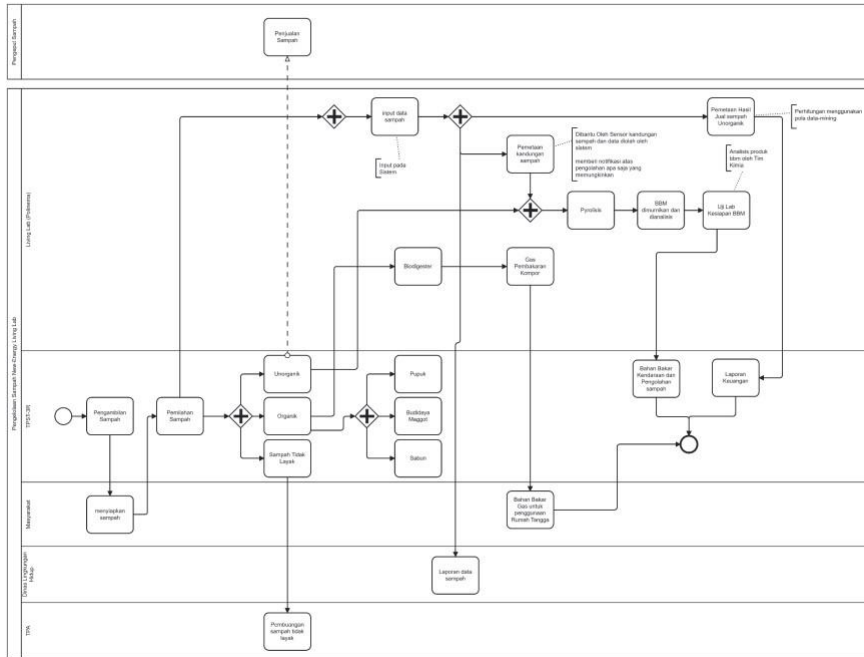 Pengepul Sampah
Penjualan
Sampah
Pengelolaan Sampah New Energy Living Lab
Living Lab (Polinema)
input data
sampah
Input pada
Sistem
Pemetaan
kandungan
sampah
Dibantu Oleh Sensor kandungan
sampah dan data diolah oleh
sistem
memberi notifikasi atas
pengolahan apa saja yang
memungkinkan
Pemetaan Hasil
Jual sampah
Unorganik
Perhitungan menggunakan
pola data-mining
Analisis produk
bbm oleh Tim
Kimia
Pyrolisis
BBM
dimurnikan dan
dianalisis
Uji Lab
Kesiapan BBM
Biodigester
Gas
Pembakaran
Kompor
TPST-3R
Pengambilan
Sampah
Pemilahan
Sampah
Unorganik
Organik
Sampah Tidak
Layak
Pupuk
Budidaya
Maggot
Sabun
Bahan Bakar
Kendaraan dan
Pengolahan
sampah
Laporan
Keuangan
Masyarakat
menyiapkan
sampah
Bahan Bakar
Gas untuk
penggunaan
Rumah Tangga
Dinas Lingkungan
Hidup
Laporan data
sampah
TPA
Pembuangan
sampah tidak
layak